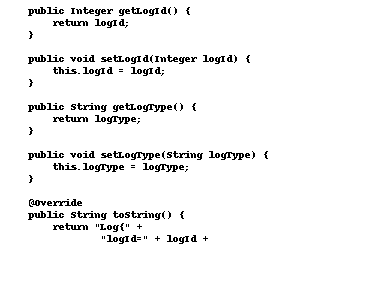 public Integer getLogId() {
return logId;
}
public void setLogId(Integer logId) {
this.logId = logId;
}
public String getLogType() {
return logType;
}
public void setLogType(String logType) {
this.logType = logType;
}
@Override
public String toString() {
return "Log{" +
"logId=" + logId +